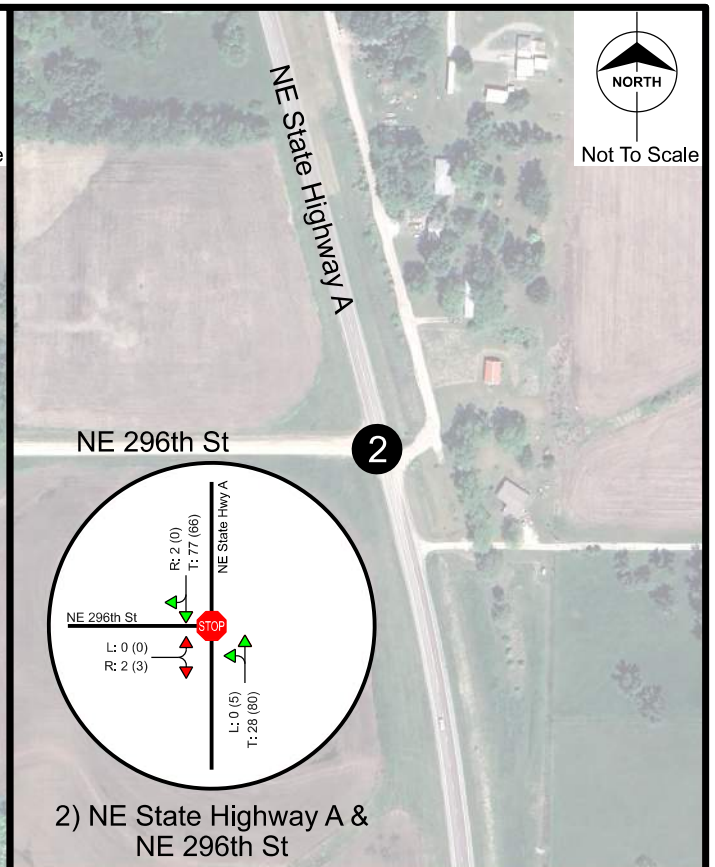 NORTH
Not To Scale
NE State Highway A
NE 296th St
2
R: 2 (0)
T: 77 (66)
NE State Hwy A
NE 296th St
STOP
L: 0 (0)
R: 2 (3)
L: 0 (5)
T: 28 (80)
2) NE State Highway A &
NE 296th St